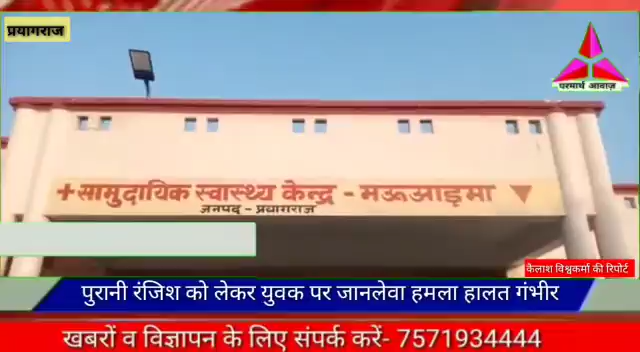 प्रयागराज
परमार्थ आवाज़
+सामुदायिक स्वास्थ्य केन्द्र - मऊआइमा
जनपद - प्रयागराज
कैलाश विश्वकर्मा की रिपोर्ट
पुरानी रंजिश को लेकर युवक पर जानलेवा हमला हालत गंभीर
खबरों व विज्ञापन के लिए संपर्क करें- 7571934444